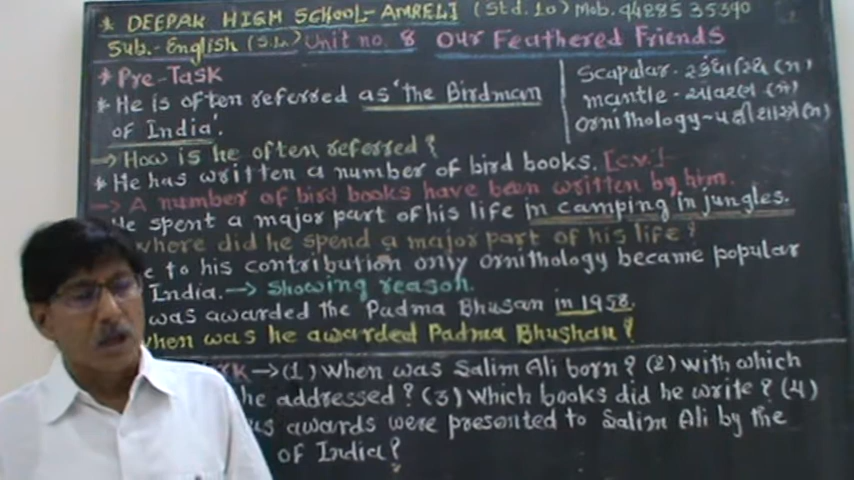 * DEEPAK HIGH SCHOOL-AMRELI (Std. 10) Mob. 94285 35390
Sub.-English (S.L.) Unit no. 8 Our Feathered Friends
* Pre-Task
* He is often referred as 'the Birdman
of India'.
→ How is he often referred?
Scapalar - સ્કંધાસ્થિ (n)
mantle - આવરણ (n)
ornithology - પક્ષીશાસ્ત્ર (n)
* He has written a number of bird books. [C.V.]
→ A number of bird books have been written by him.
He spent a major part of his life in camping in jungles.
where did he spend a major part of his life?
to his contribution only ornithology became popular
India. → Showing reason.
was awarded the Padma Bhusan in 1958.
when was he awarded Padma Bhushan?
→ (1) When was Salim Ali born? (2) with which
he addressed? (3) Which books did he write? (4)
awards were presented to Salim Ali by the
of India?